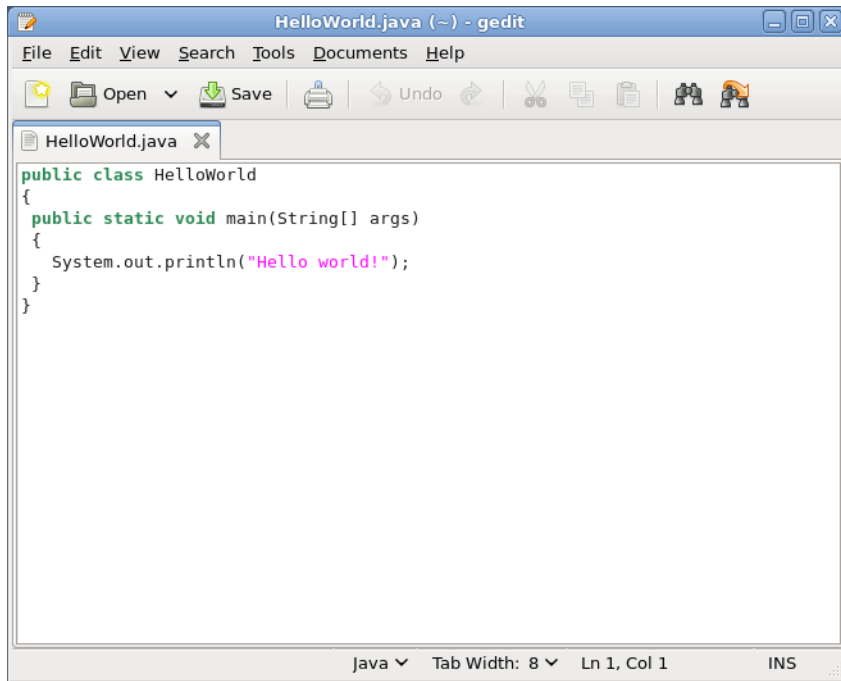 HelloWorld.java (~) - gedit
File Edit View Search Tools Documents Help
Open Save Undo
HelloWorld.java
public class HelloWorld
{
 public static void main(String[] args)
 {
   System.out.println("Hello world!");
 }
}
Java Tab Width: 8 Ln 1, Col 1 INS